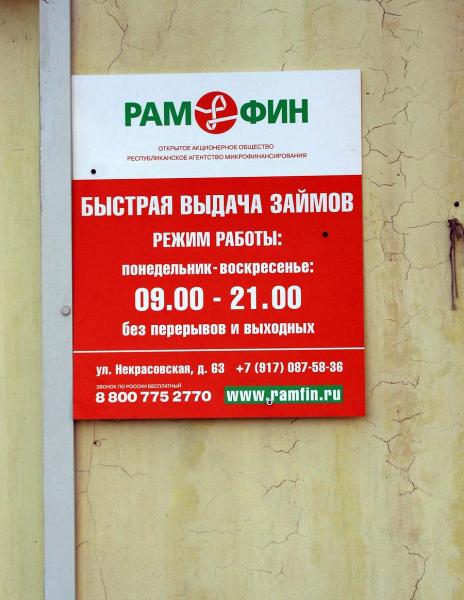 РАМФИН
ОТКРЫТОЕ АКЦИОНЕРНОЕ ОБЩЕСТВО
РЕСПУБЛИКАНСКОЕ АГЕНТСТВО МИКРОФИНАНСИРОВАНИЯ
БЫСТРАЯ ВЫДАЧА ЗАЙМОВ
РЕЖИМ РАБОТЫ:
понедельник-воскресенье:
09.00 - 21.00
без перерывов и выходных
ул. Некрасовская, д. 63 +7 (917) 087-58-36
ЗВОНОК ПО РОССИИ БЕСПЛАТНЫЙ
8 800 775 2770 www.ramfin.ru